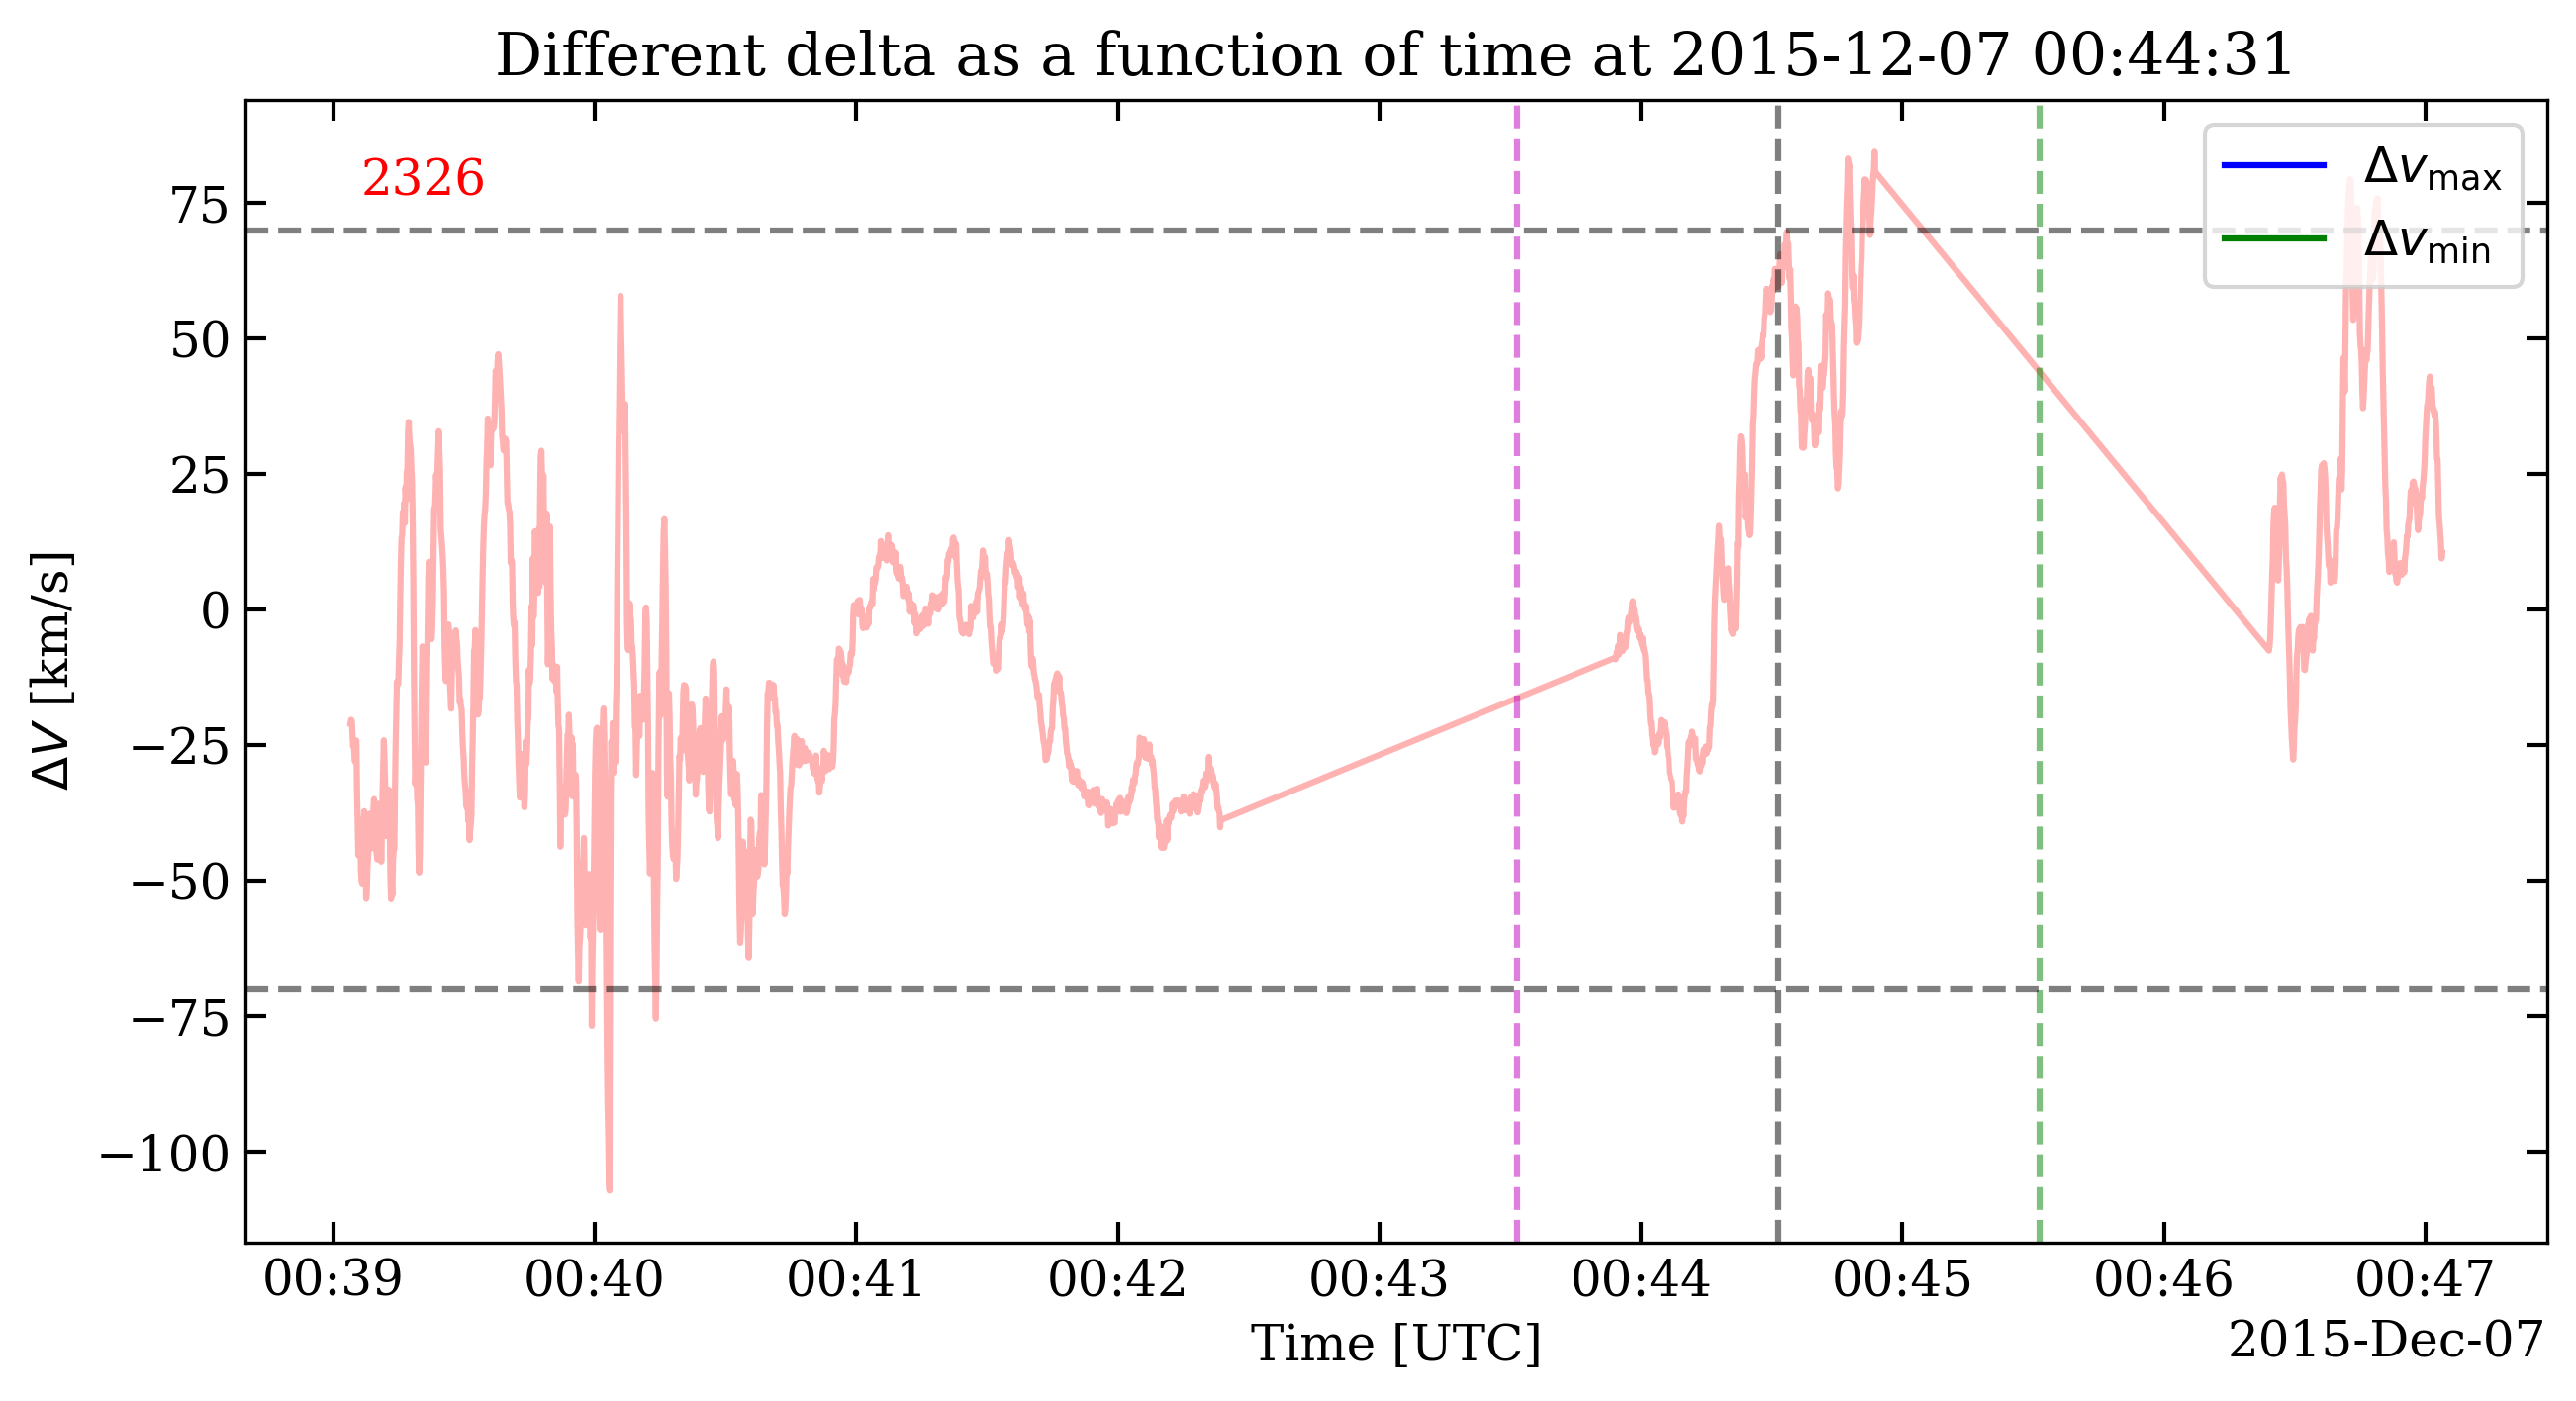 Different delta as a function of time at 2015-12-07 00:44:31
2326
Δv_max
Δv_min
75
50
25
0
−25
−50
−75
−100
ΔV [km/s]
00:39 00:40 00:41 00:42 00:43 00:44 00:45 00:46 00:47
Time [UTC]
2015-Dec-07